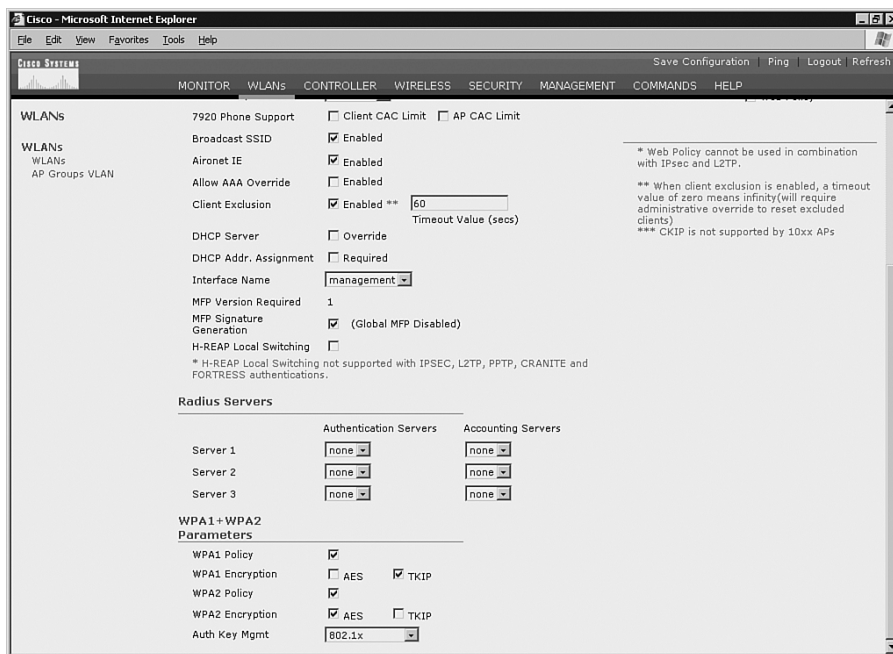 Cisco - Microsoft Internet Explorer
File Edit View Favorites Tools Help
CISCO SYSTEMS
Save Configuration | Ping | Logout | Refresh
MONITOR WLANs CONTROLLER WIRELESS SECURITY MANAGEMENT COMMANDS HELP
WLANs
WLANs
WLANs
AP Groups VLAN
7920 Phone Support Client CAC Limit AP CAC Limit
Broadcast SSID Enabled
Aironet IE Enabled
Allow AAA Override Enabled
Client Exclusion Enabled ** 60
Timeout Value (secs)
DHCP Server Override
DHCP Addr. Assignment Required
Interface Name management
MFP Version Required 1
MFP Signature
Generation (Global MFP Disabled)
H-REAP Local Switching
* H-REAP Local Switching not supported with IPSEC, L2TP, PPTP, CRANITE and
FORTRESS authentications.
* Web Policy cannot be used in combination
with IPsec and L2TP.
** When client exclusion is enabled, a timeout
value of zero means infinity(will require
administrative override to reset excluded
clients)
*** CKIP is not supported by 10xx APs
Radius Servers
Authentication Servers Accounting Servers
Server 1 none none
Server 2 none none
Server 3 none none
WPA1+WPA2
Parameters
WPA1 Policy
WPA1 Encryption AES TKIP
WPA2 Policy
WPA2 Encryption AES TKIP
Auth Key Mgmt 802.1x